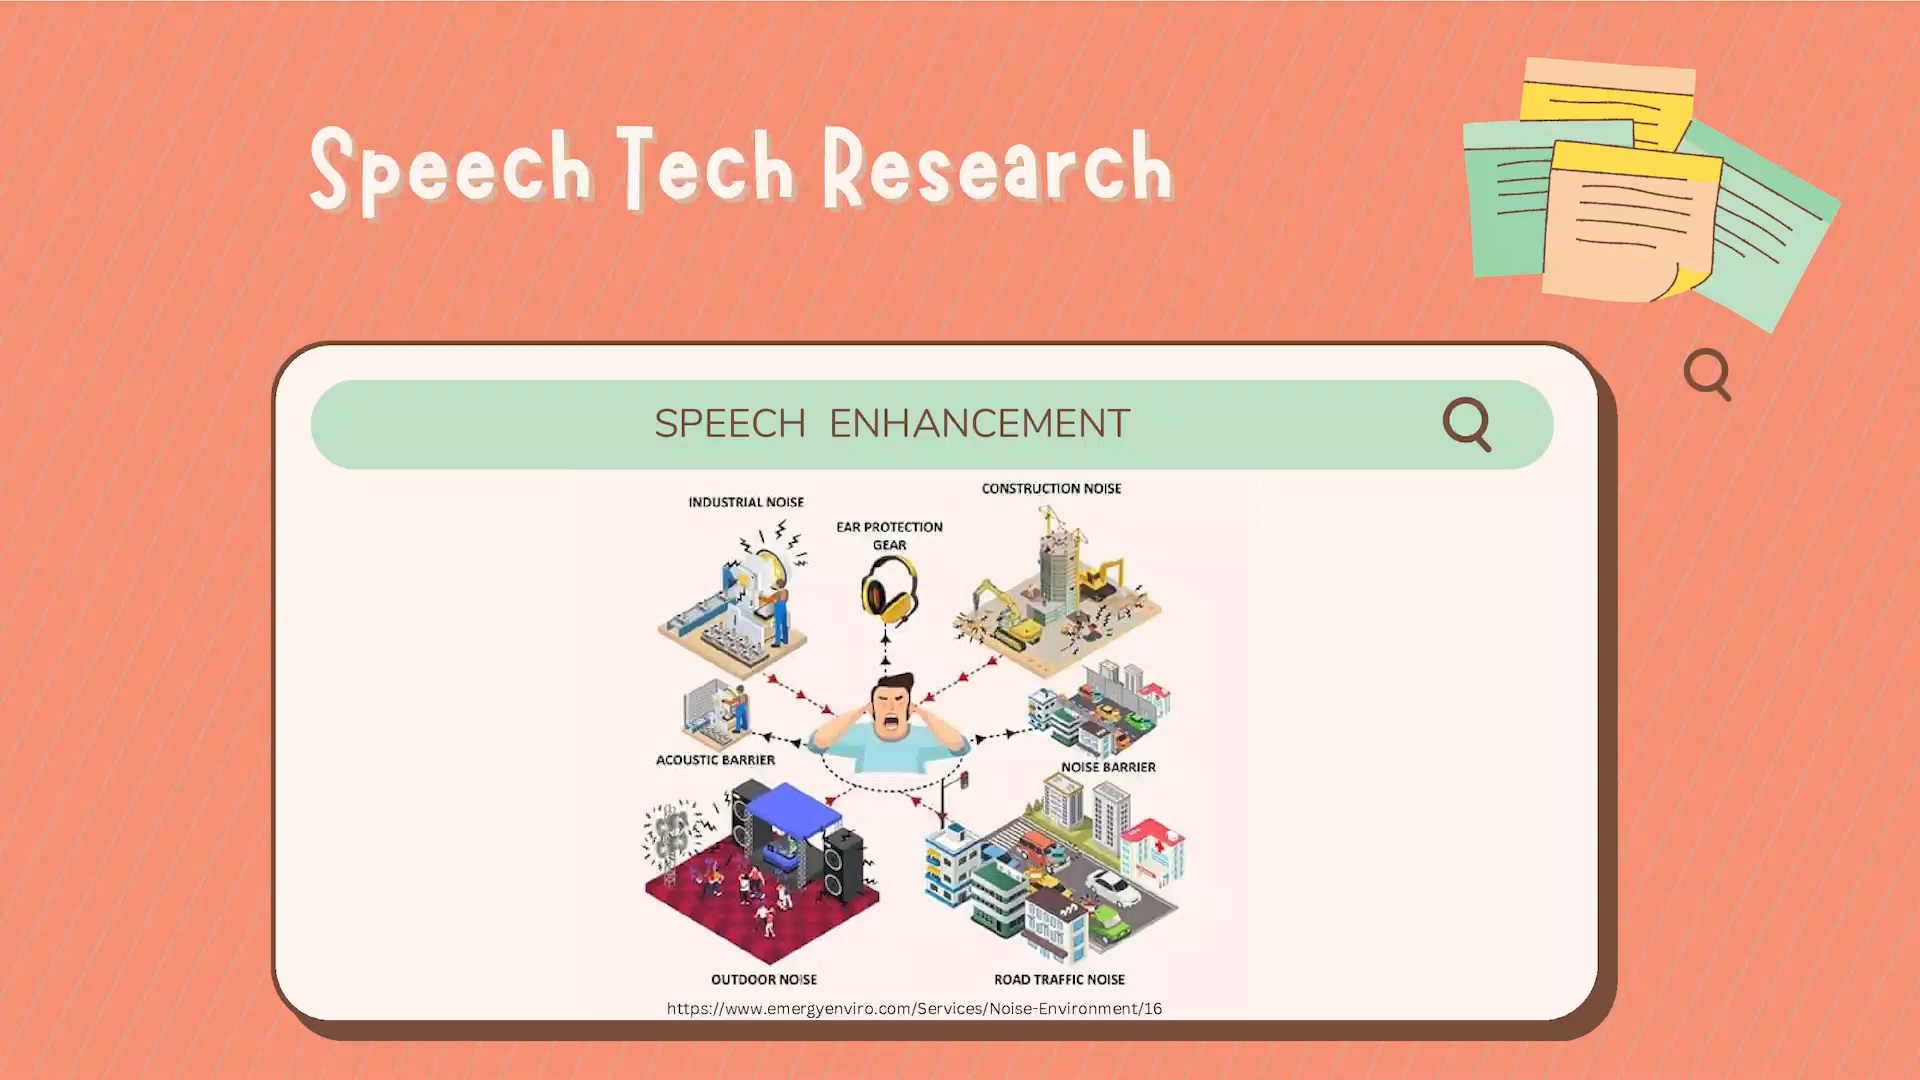 Speech Tech Research
SPEECH ENHANCEMENT
INDUSTRIAL NOISE
CONSTRUCTION NOISE
EAR PROTECTION
GEAR
ACOUSTIC BARRIER
NOISE BARRIER
OUTDOOR NOISE
ROAD TRAFFIC NOISE
https://www.emergyenviro.com/Services/Noise-Environment/16